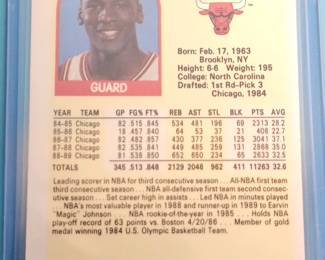 GUARD
Born: Feb. 17, 1963
Brooklyn, NY
Height: 6-6 Weight: 195
College: North Carolina
Drafted: 1st Rd-Pick 3
Chicago, 1984
YEAR TEAM GP FG% FT% REB AST STL BLK PTS AVG
84-85 Chicago 82 .515 .845 534 481 196 69 2313 28.2
85-86 Chicago 18 .457 .840 64 53 37 21 408 22.7
86-87 Chicago 82 .482 .857 430 377 236 125 3041 37.1
87-88 Chicago 82 .535 .841 449 485 259 131 2868 35.0
88-89 Chicago 81 .538 .850 652 650 234 65 2633 32.5
TOTALS 345 .513 .848 2129 2046 962 411 11263 32.6
Leading scorer in NBA for third consecutive season . . . All-NBA first team
third consecutive season . . . NBA all-defensive first team second consec-
utive season . . . Set career high in assists . . . Led NBA in minutes played
. . . NBA's most valuable player in 1988 and runner-up in 1989 to Earvin
"Magic" Johnson . . . NBA rookie-of-the-year in 1985 . . . Holds NBA
playoff record of 63 points vs. Boston 4/20/86 . . . Member of gold
medal winning 1984 U.S. Olympic Basketball Team.